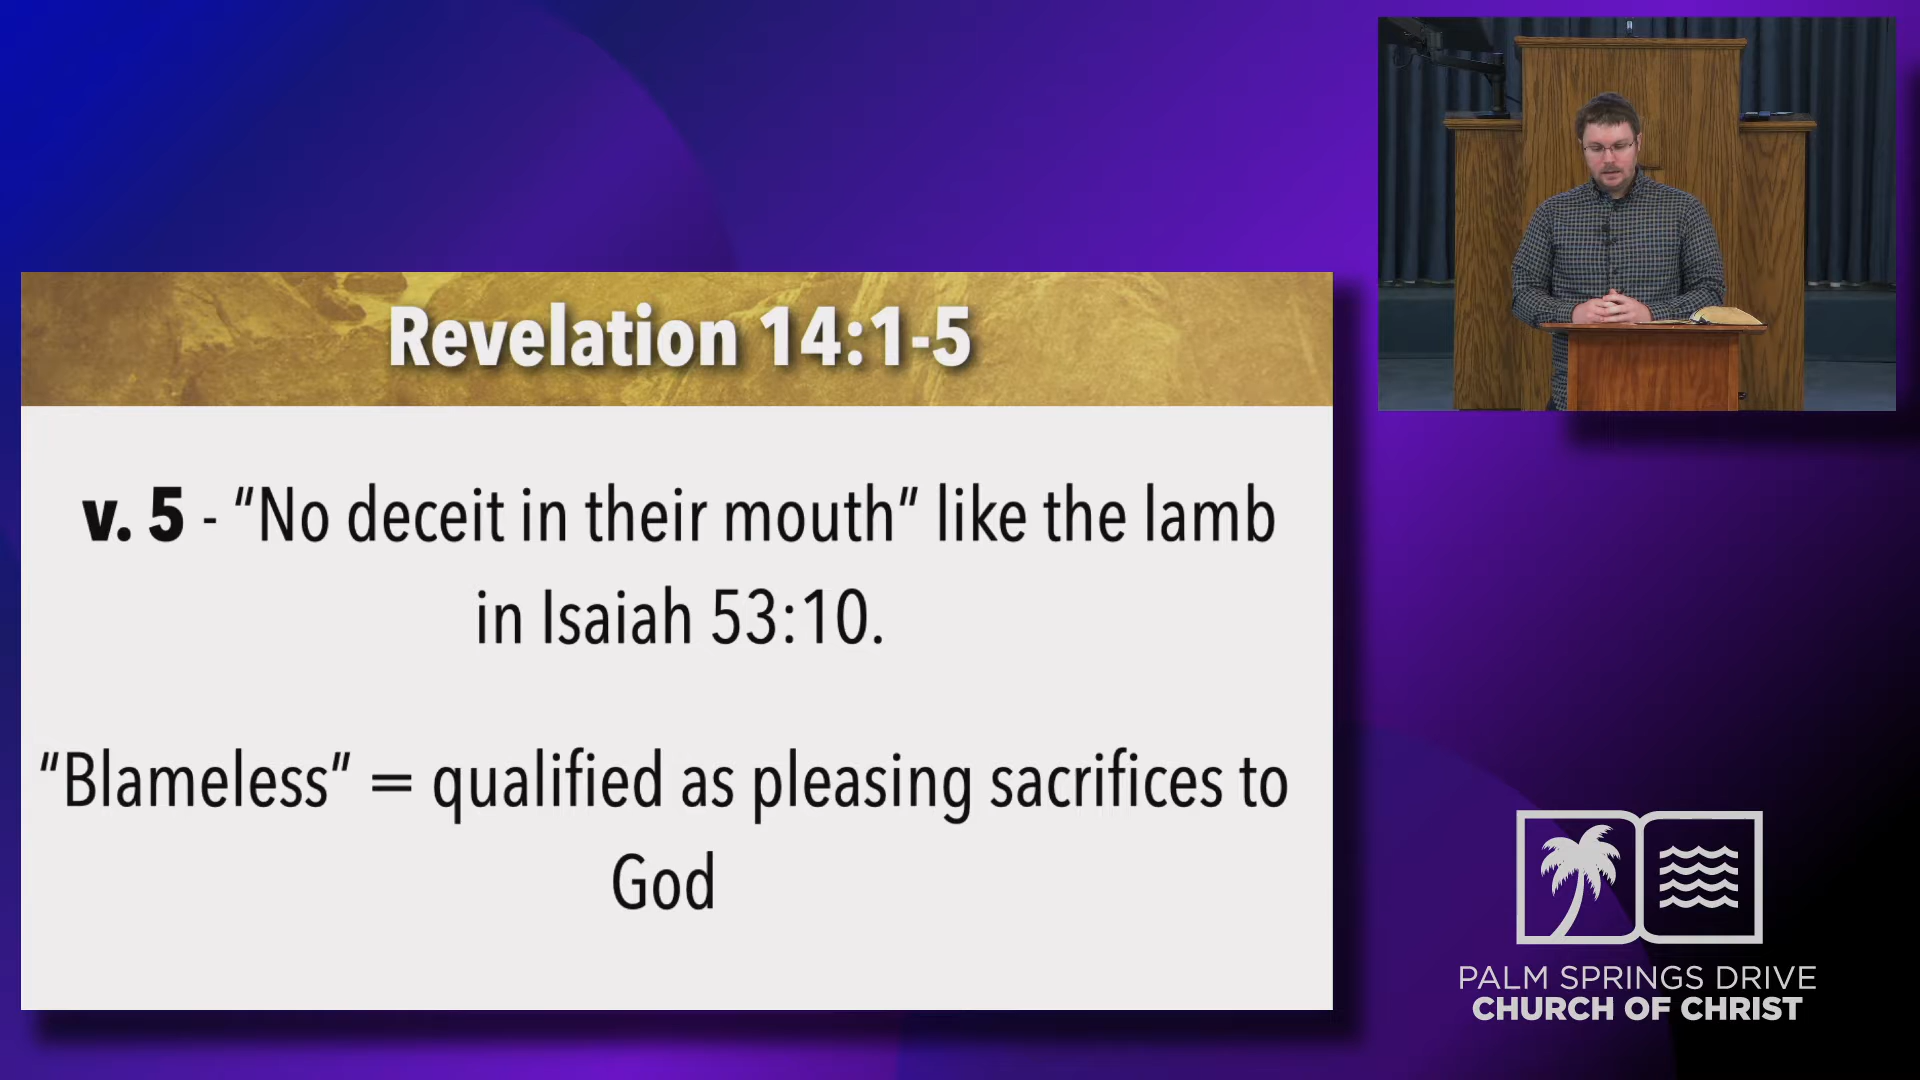 Revelation 14:1-5
v. 5 - “No deceit in their mouth” like the lamb
in Isaiah 53:10.
“Blameless” = qualified as pleasing sacrifices to
God
PALM SPRINGS DRIVE
CHURCH OF CHRIST